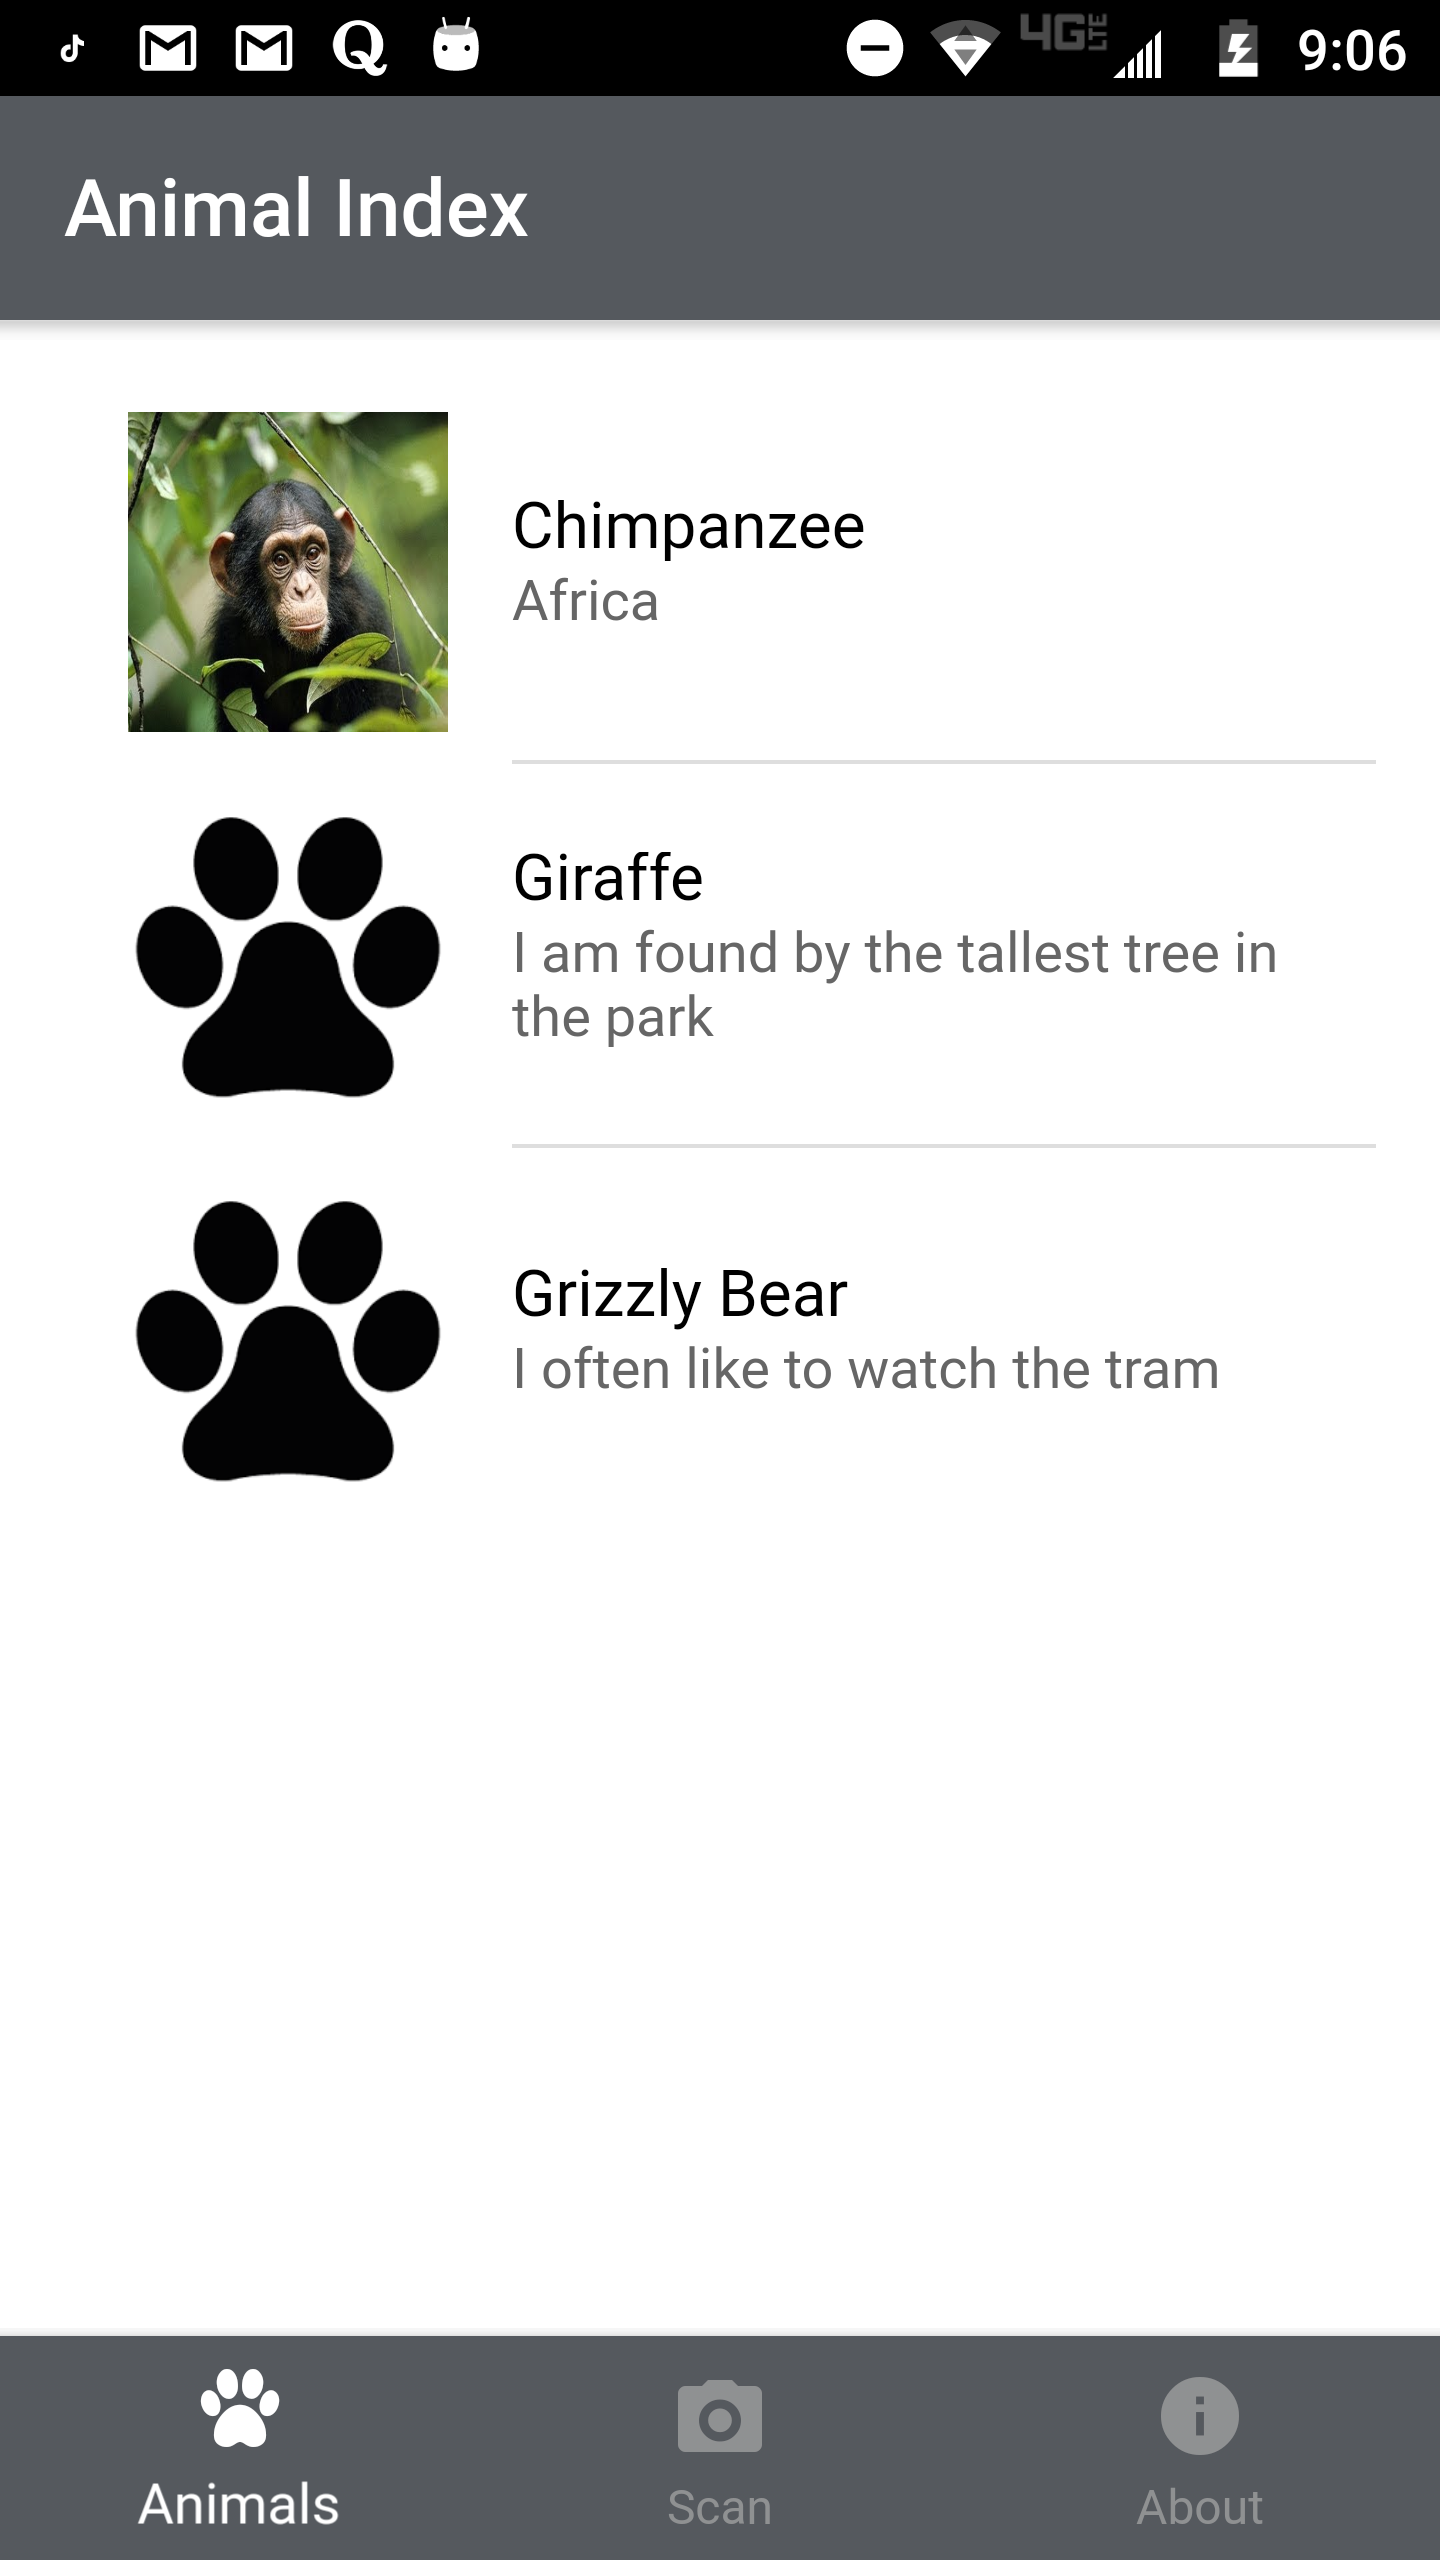 4G LTE 9:06
Animal Index
Chimpanzee
Africa
Giraffe
I am found by the tallest tree in
the park
Grizzly Bear
I often like to watch the tram
Animals Scan About